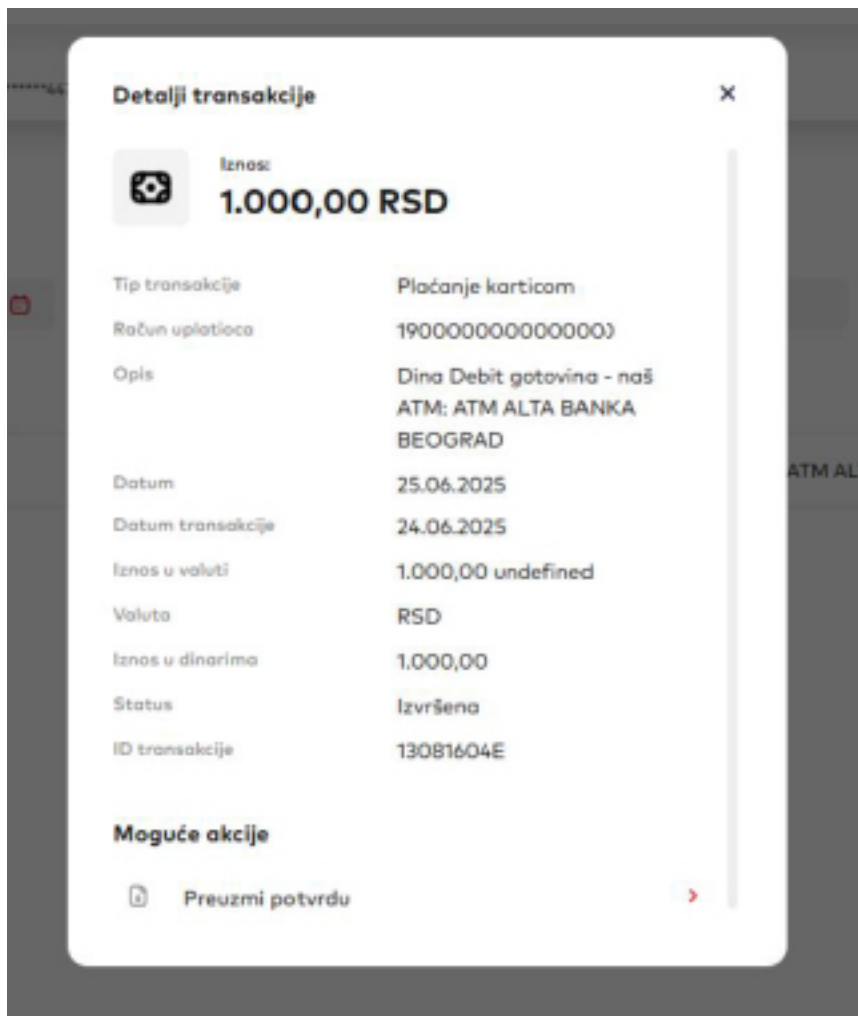 Detalji transakcije
Iznos:
1.000,00 RSD
Tip transakcije Plaćanje karticom
Račun uplatioca
Opis Dina Debit gotovina - naš
ATM: ATM ALTA BANKA
BEOGRAD
Datum 25.06.2025
Datum transakcije 24.06.2025
Iznos u valuti 1.000,00 undefined
Valuta RSD
Iznos u dinarima 1.000,00
Status Izvršena
ID transakcije 13081604E
Moguće akcije
Preuzmi potvrdu
ATM AL